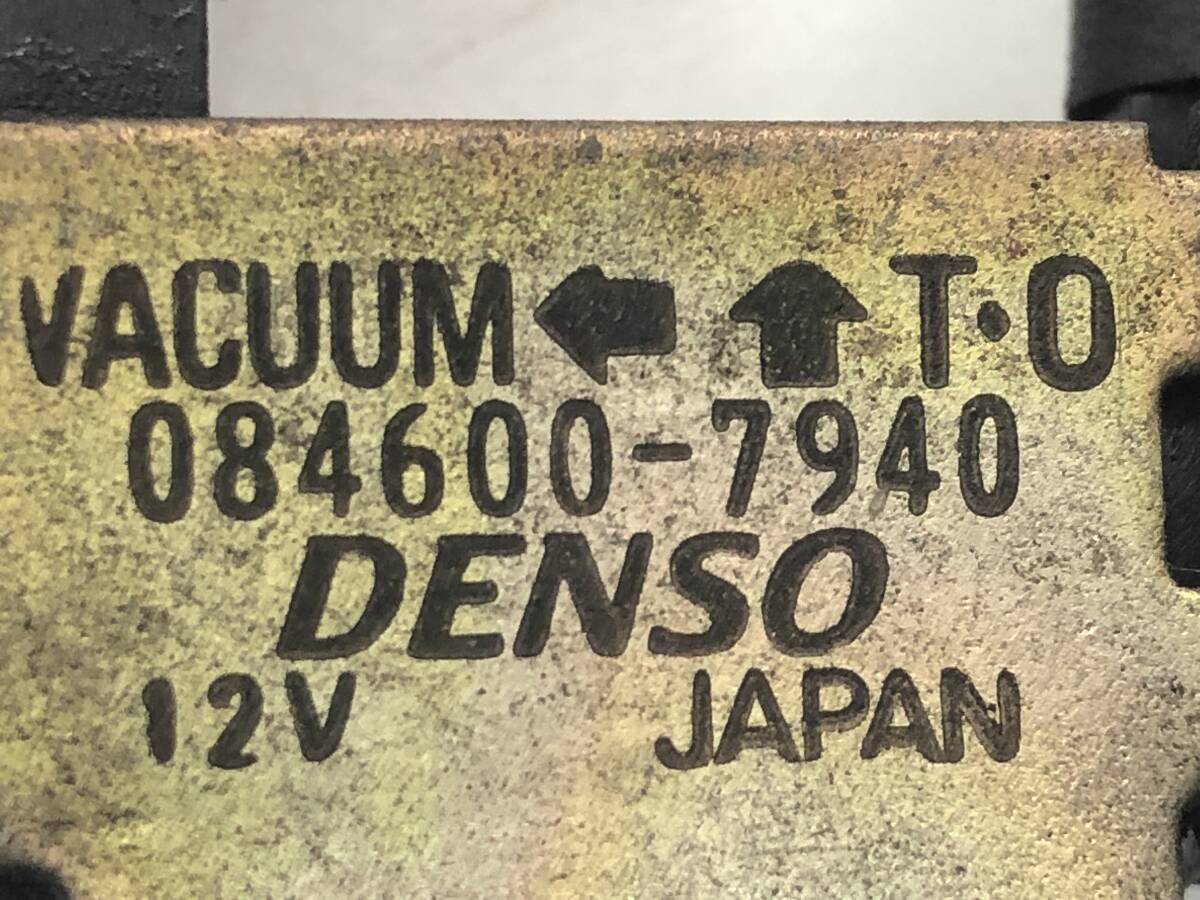 VACUUM ← ↑ T·O
084600-7940
DENSO
12V JAPAN